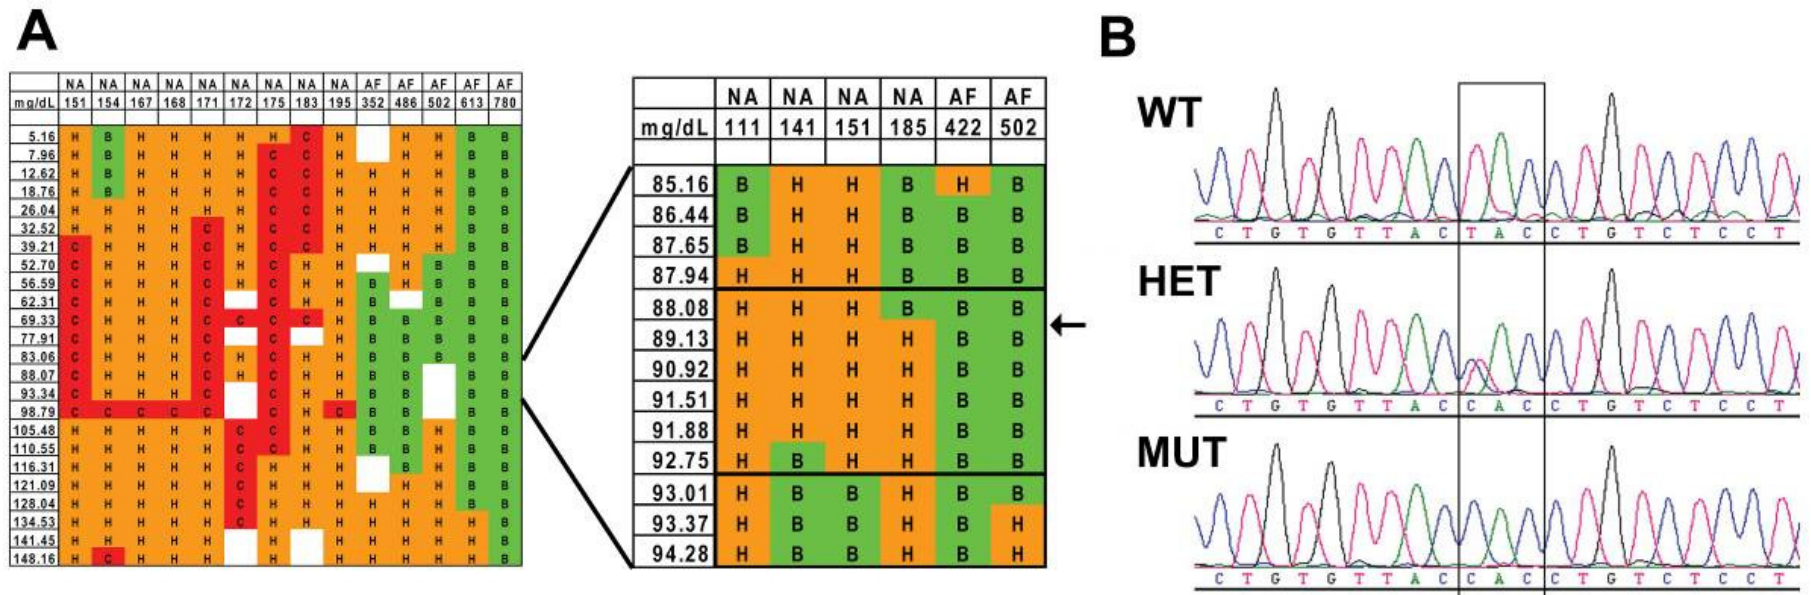 A
NA NA NA NA NA NA NA NA NA AF AF AF AF AF
mg/dL 151 154 167 168 171 172 175 183 195 352 486 502 613 780
5.16 H B H H H H H C H H H B B
7.96 H B H H H H C C H H H B B
12.62 H B H H H H C C H H H H B B
18.76 H B H H H H C C H H H H B B
26.04 H H H H H H C C H H H H B B
32.52 H H H H C H C C H H H H B B
39.21 C H H H C H C C H H H H B B
52.70 C H H H C H C H H H B B B
56.59 C H H H C H C H H B H B B B
62.31 C H H H C C H H B B B B
69.33 C H H H C C C C H B B B B B
77.91 C H H H C C H B B B B B
83.06 C H H H C H C H H B B B B B
88.07 C H H H C H C H H B B B B
93.34 C H H H C C H H B B B B
98.79 C C C C C C H C B B B B
105.48 H H H H H C C H H B B H B B
110.55 H H H H H C C H H B B H B B
116.31 H H H H H C H H H B H B B
121.09 H H H H H C H H H H H B B
128.04 H H H H H C H H H H H H B B
134.53 H H H H H C H H H H H H H B
141.45 H H H H H H H H H H H B
148.16 H C H H H H H H H H H B
NA NA NA NA AF AF
mg/dL 111 141 151 185 422 502
85.16 B H H B H B
86.44 B H H B B B
87.65 B H H B B B
87.94 H H H B B B
88.08 H H H B B B
89.13 H H H H B B
90.92 H H H H B B
91.51 H H H H B B
91.88 H H H H B B
92.75 H B H H B B
93.01 H B B H B B
93.37 H B B H B H
94.28 H B B H B H
B
WT
C T G T G T T A C T A C C T G T C T C C T
HET
C T G T G T T A C C A C C T G T C T C C T
MUT
C T G T G T T A C C A C C T G T C T C C T